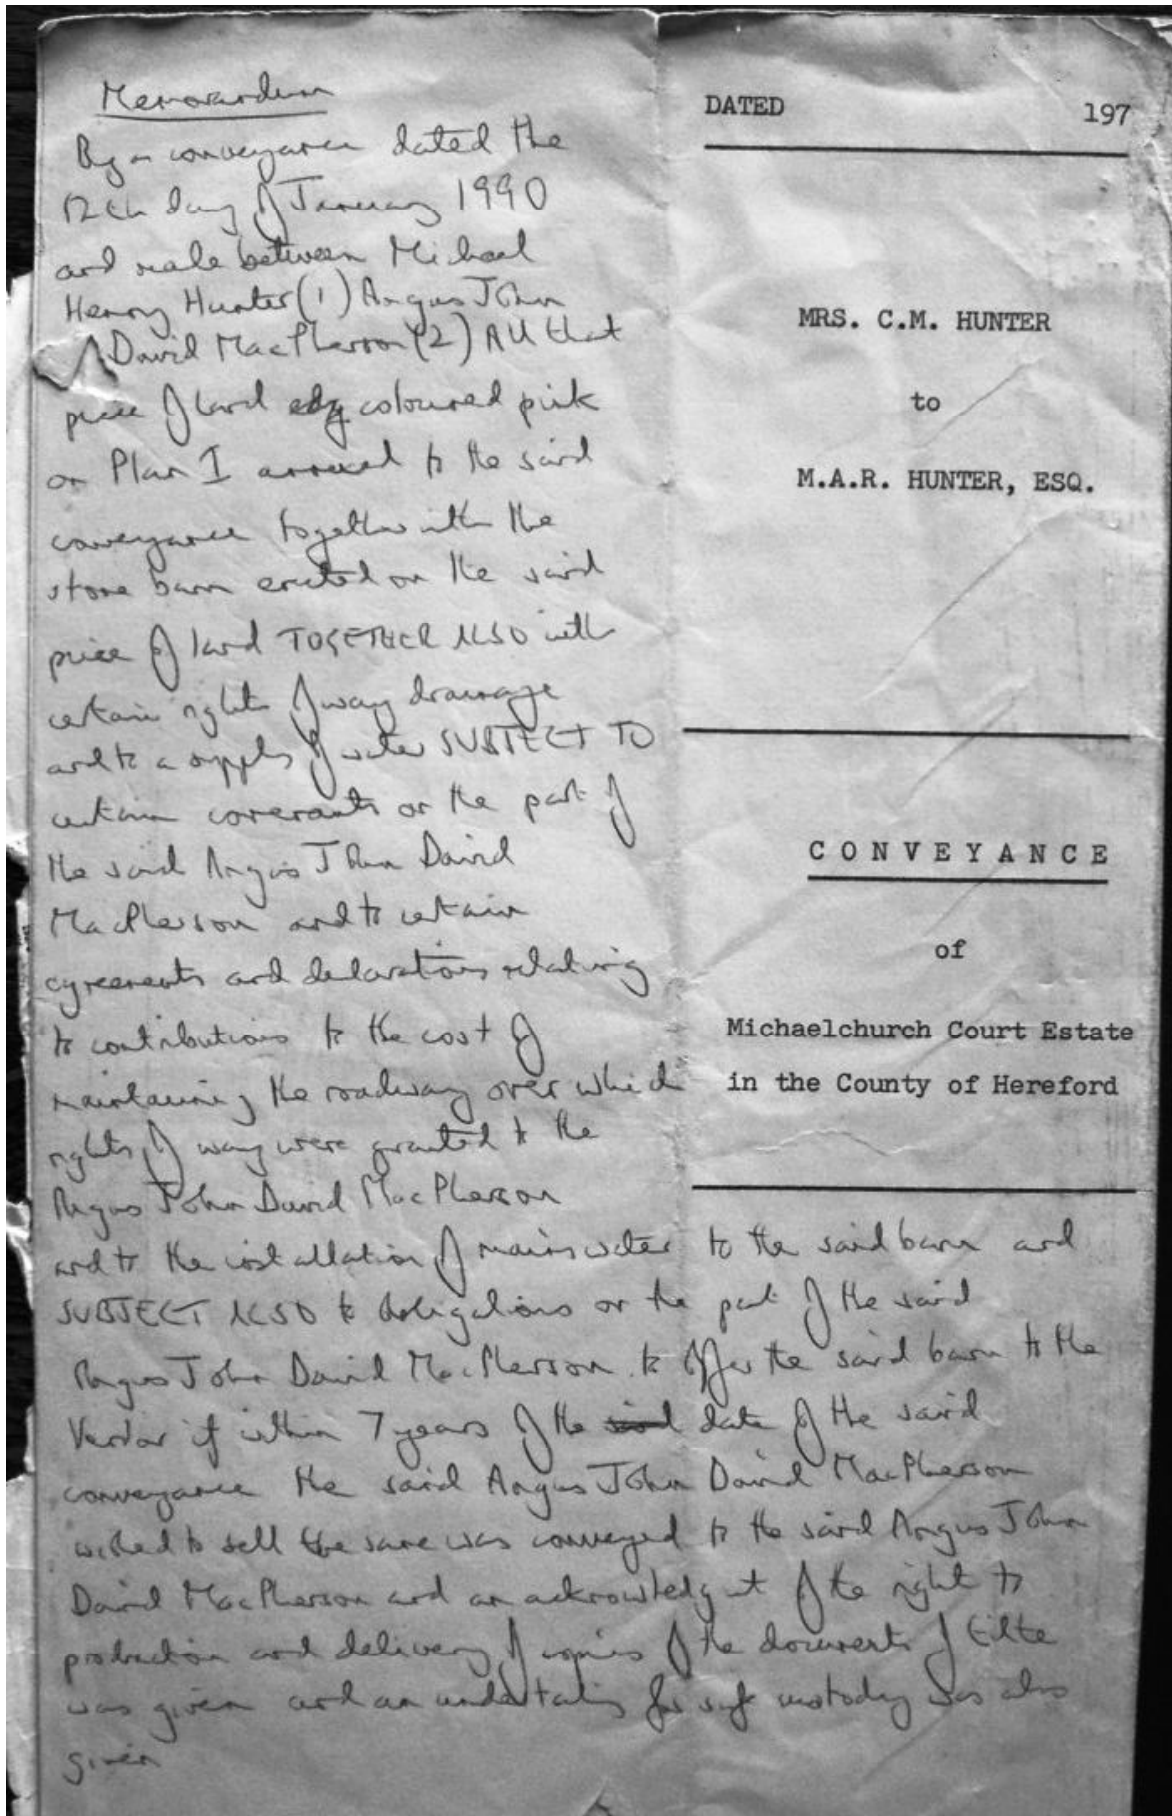 Memorandum
By a conveyance dated the
12th day of January 1990
and made between Michael
Henry Hunter (1) Angus John
David MacPherson (2) All that
piece of land edg coloured pink
on Plan I annexed to the said
conveyance together with the
stone barn erected on the said
piece of land TOGETHER ALSO with
certain rights of way drainage
and to a supply of water SUBJECT TO
certain covenants on the part of
the said Angus John David
MacPherson and to certain
agreements and declarations relating
to contributions to the cost of
maintaining the roadway over which
rights of way were granted to the
Angus John David MacPherson
and to the installation of mains water to the said barn and
SUBJECT ALSO to obligations on the part of the said
Angus John David MacPherson to offer the said barn to the
Vendor if within 7 years of the said date of the said
conveyance the said Angus John David MacPherson
wished to sell the same was conveyed to the said Angus John
David MacPherson and an acknowledgmt of the right to
production and delivery of copies of the documents of title
was given and an undertaking for safe custody was also
given
DATED 197
MRS. C.M. HUNTER
to
M.A.R. HUNTER, ESQ.
CONVEYANCE
of
Michaelchurch Court Estate
in the County of Hereford